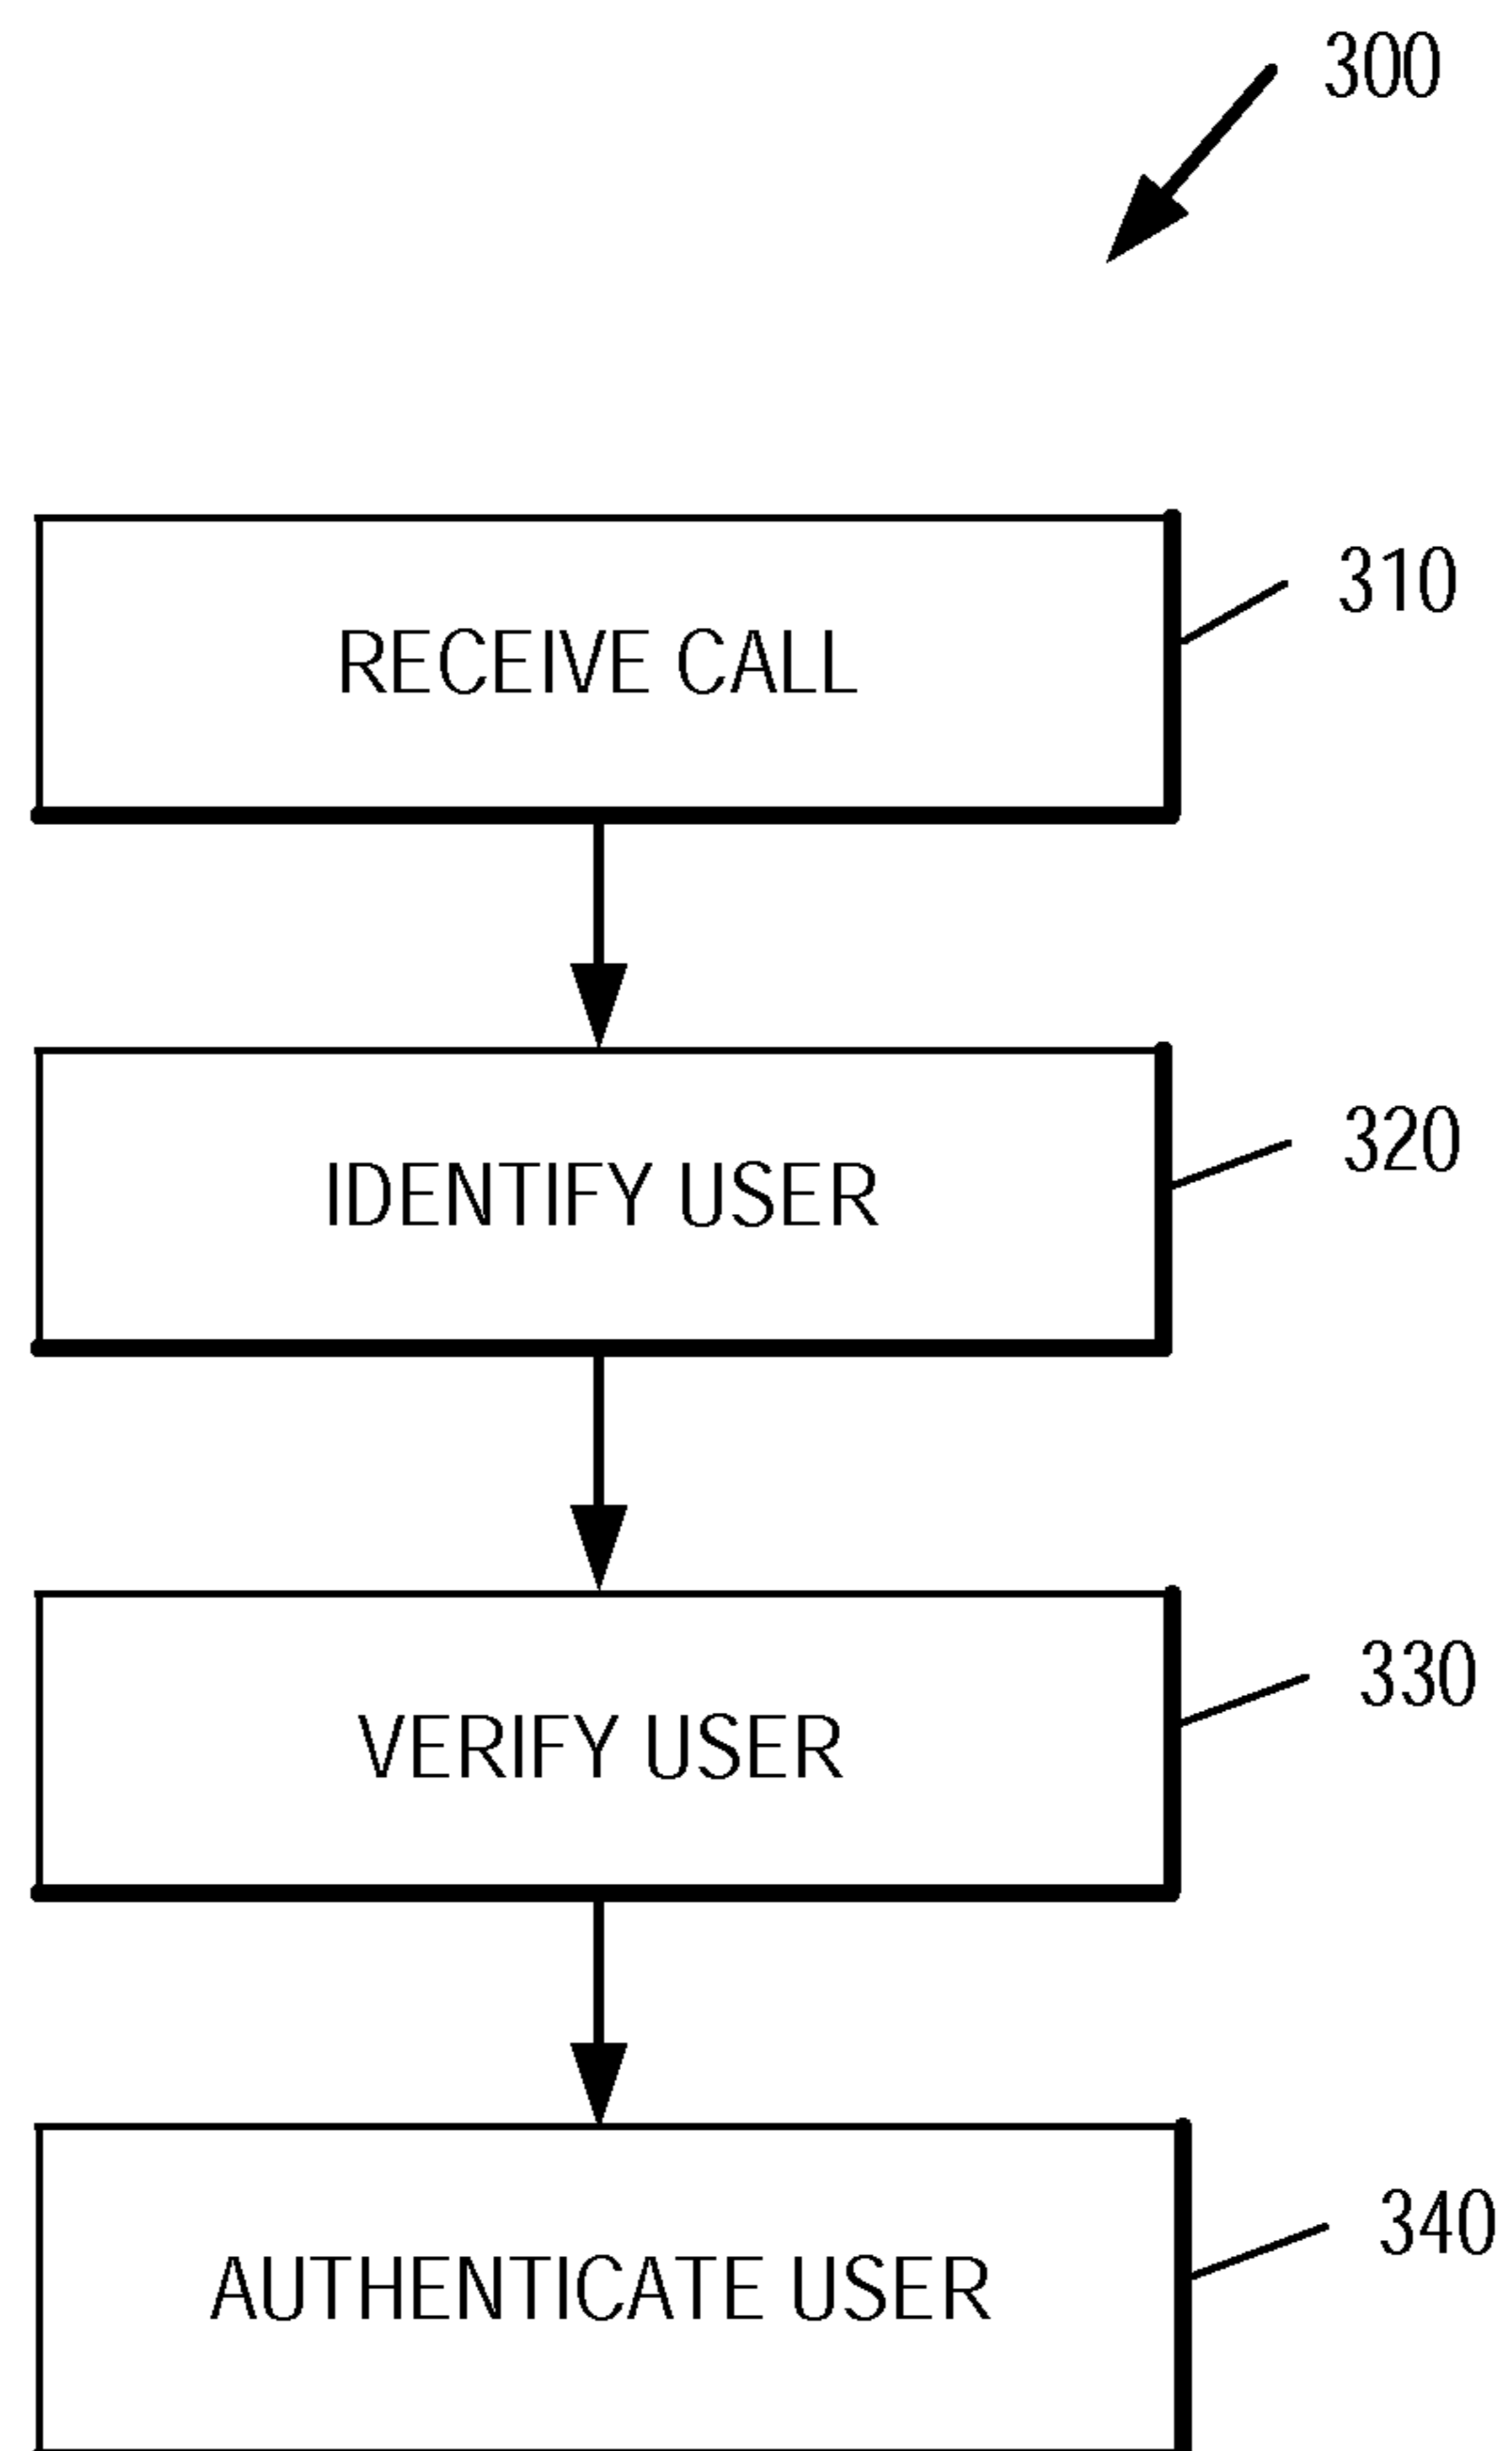 300
310
RECEIVE CALL
320
IDENTIFY USER
330
VERIFY USER
340
AUTHENTICATE USER